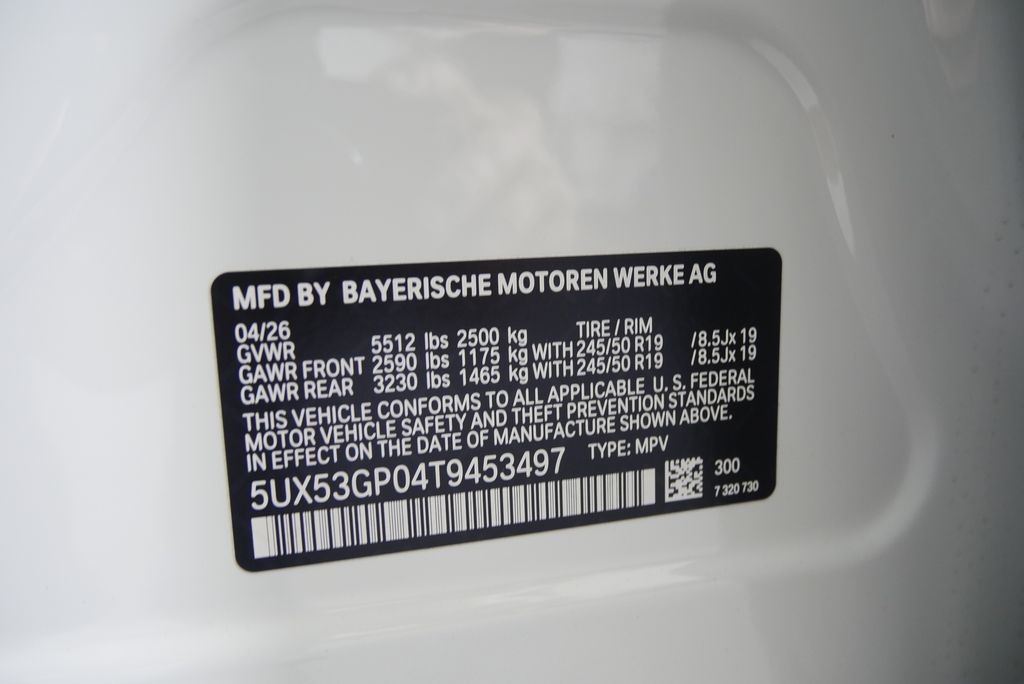 MFD BY BAYERISCHE MOTOREN WERKE AG
04/26 TIRE / RIM
GVWR 5512 lbs 2500 kg
GAWR FRONT 2590 lbs 1175 kg WITH 245/50 R19 /8.5Jx 19
GAWR REAR 3230 lbs 1465 kg WITH 245/50 R19 /8.5Jx 19
THIS VEHICLE CONFORMS TO ALL APPLICABLE U. S. FEDERAL
MOTOR VEHICLE SAFETY AND THEFT PREVENTION STANDARDS
IN EFFECT ON THE DATE OF MANUFACTURE SHOWN ABOVE.
5UX53GP04T9453497 TYPE: MPV
300
7 320 730